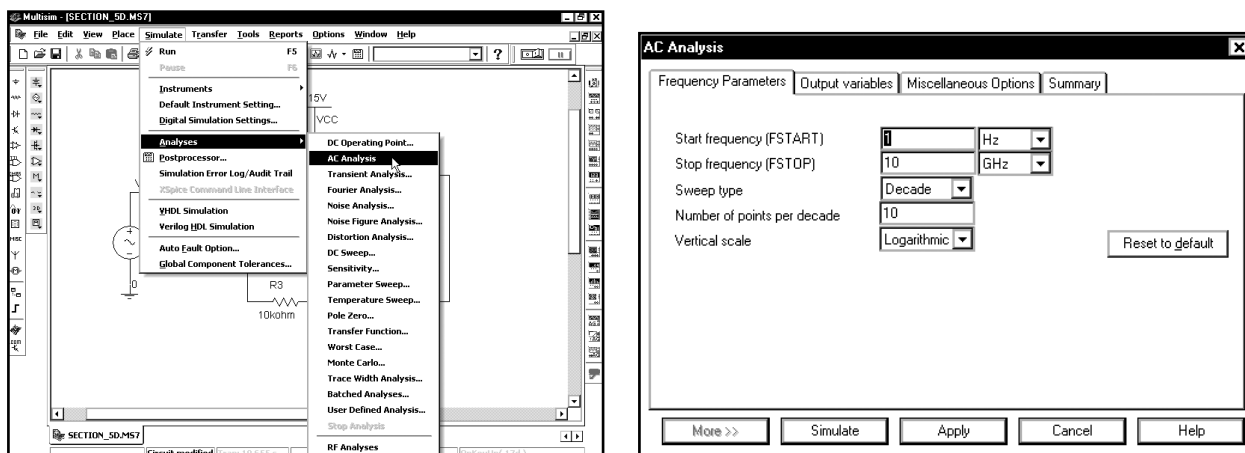 Multisim - [SECTION_5D.MS7]
File Edit View Place Simulate Transfer Tools Reports Options Window Help
Run F5
Pause F6
Instruments
Default Instrument Setting...
Digital Simulation Settings...
Analyses
Postprocessor...
Simulation Error Log/Audit Trail
XSpice Command Line Interface
VHDL Simulation
Verilog HDL Simulation
Auto Fault Option...
Global Component Tolerances...
DC Operating Point...
AC Analysis
Transient Analysis...
Fourier Analysis...
Noise Analysis...
Noise Figure Analysis...
Distortion Analysis...
DC Sweep...
Sensitivity...
Parameter Sweep...
Temperature Sweep...
Pole Zero...
Transfer Function...
Worst Case...
Monte Carlo...
Trace Width Analysis...
Batched Analyses...
User Defined Analysis...
Stop Analysis
RF Analyses
15V
VCC
0
R3
10kohm
MISC
SECTION_5D.MS7
Circuit modified
AC Analysis
Frequency Parameters Output variables Miscellaneous Options Summary
Start frequency (FSTART) 1 Hz
Stop frequency (FSTOP) 10 GHz
Sweep type Decade
Number of points per decade 10
Vertical scale Logarithmic
Reset to default
More >> Simulate Apply Cancel Help